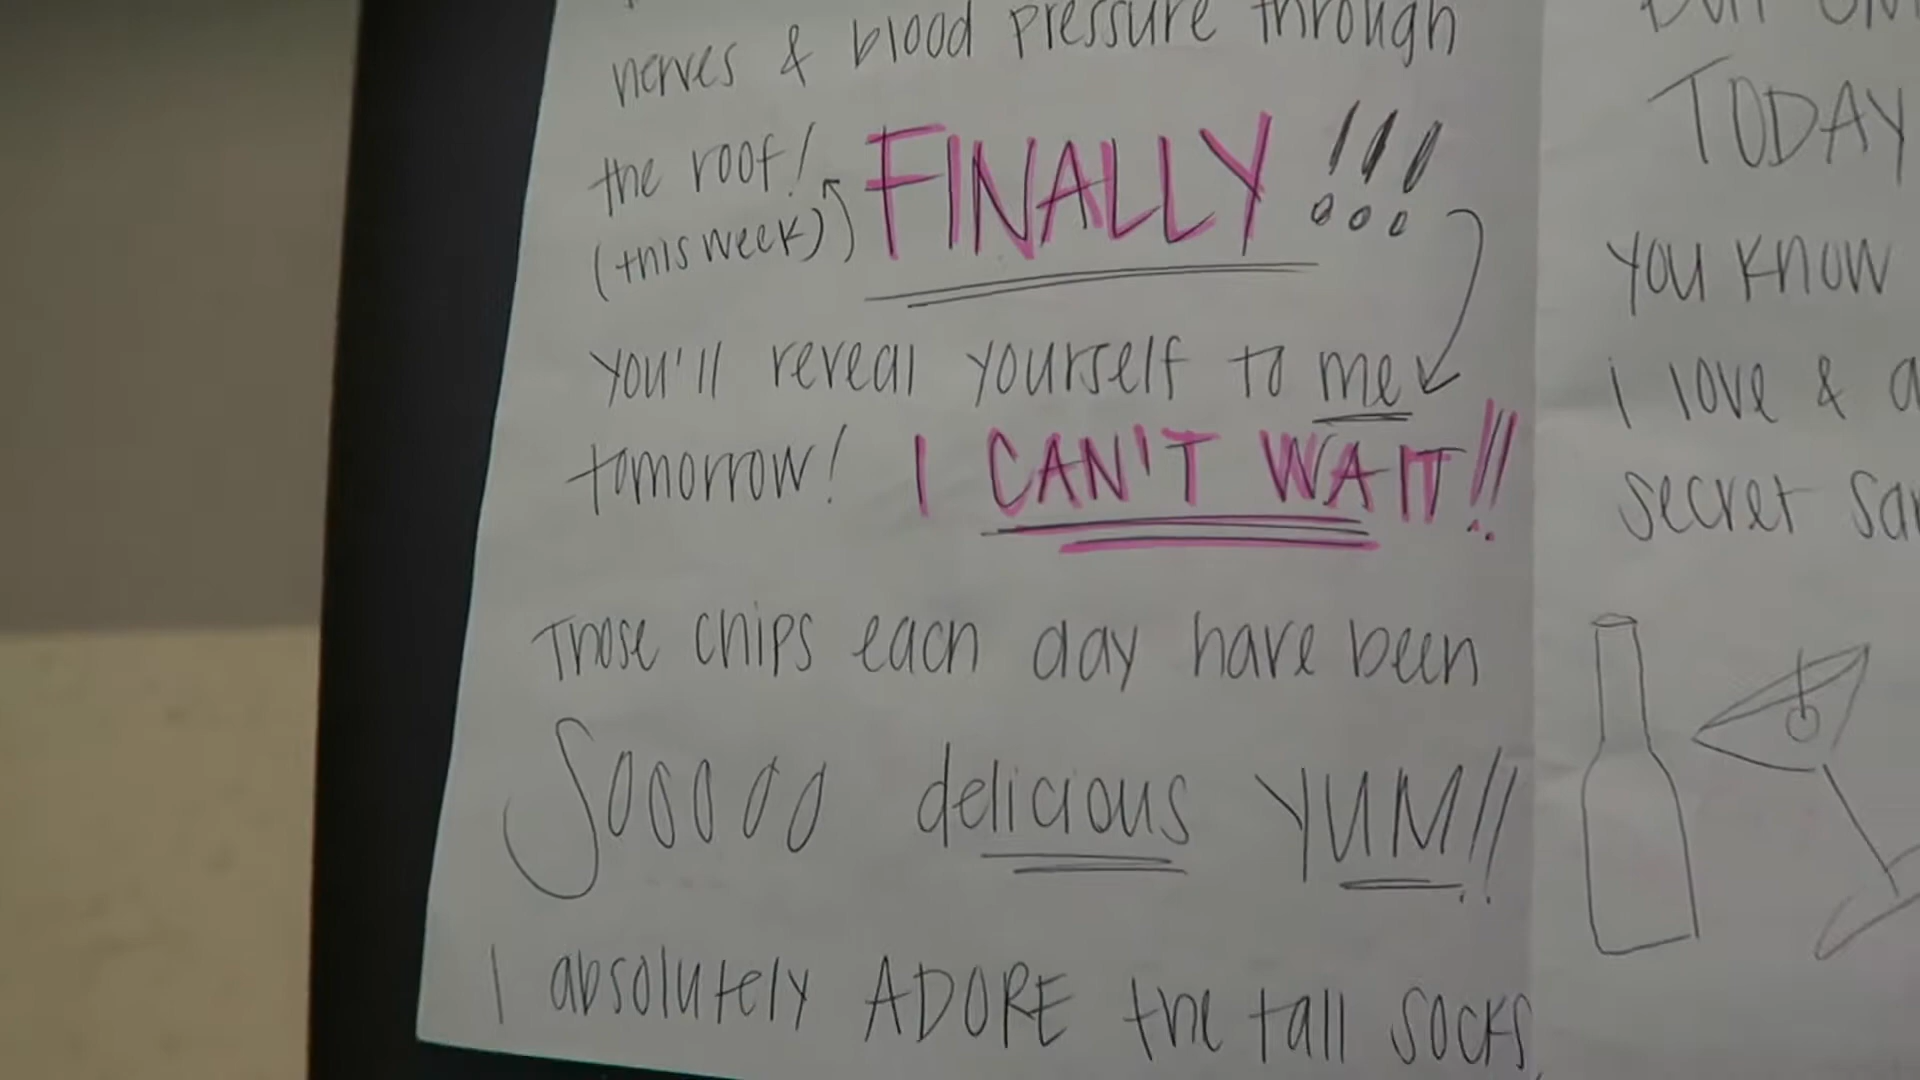 nerves & blood pressure through
the roof! FINALLY!!!
(this week)
you'll reveal yourself to me
tomorrow! I CAN'T WAIT!!
Those chips each day have been
Sooooo delicious YUM!!
I absolutely ADORE the tall socks,
TODAY
you know
i love &
secret